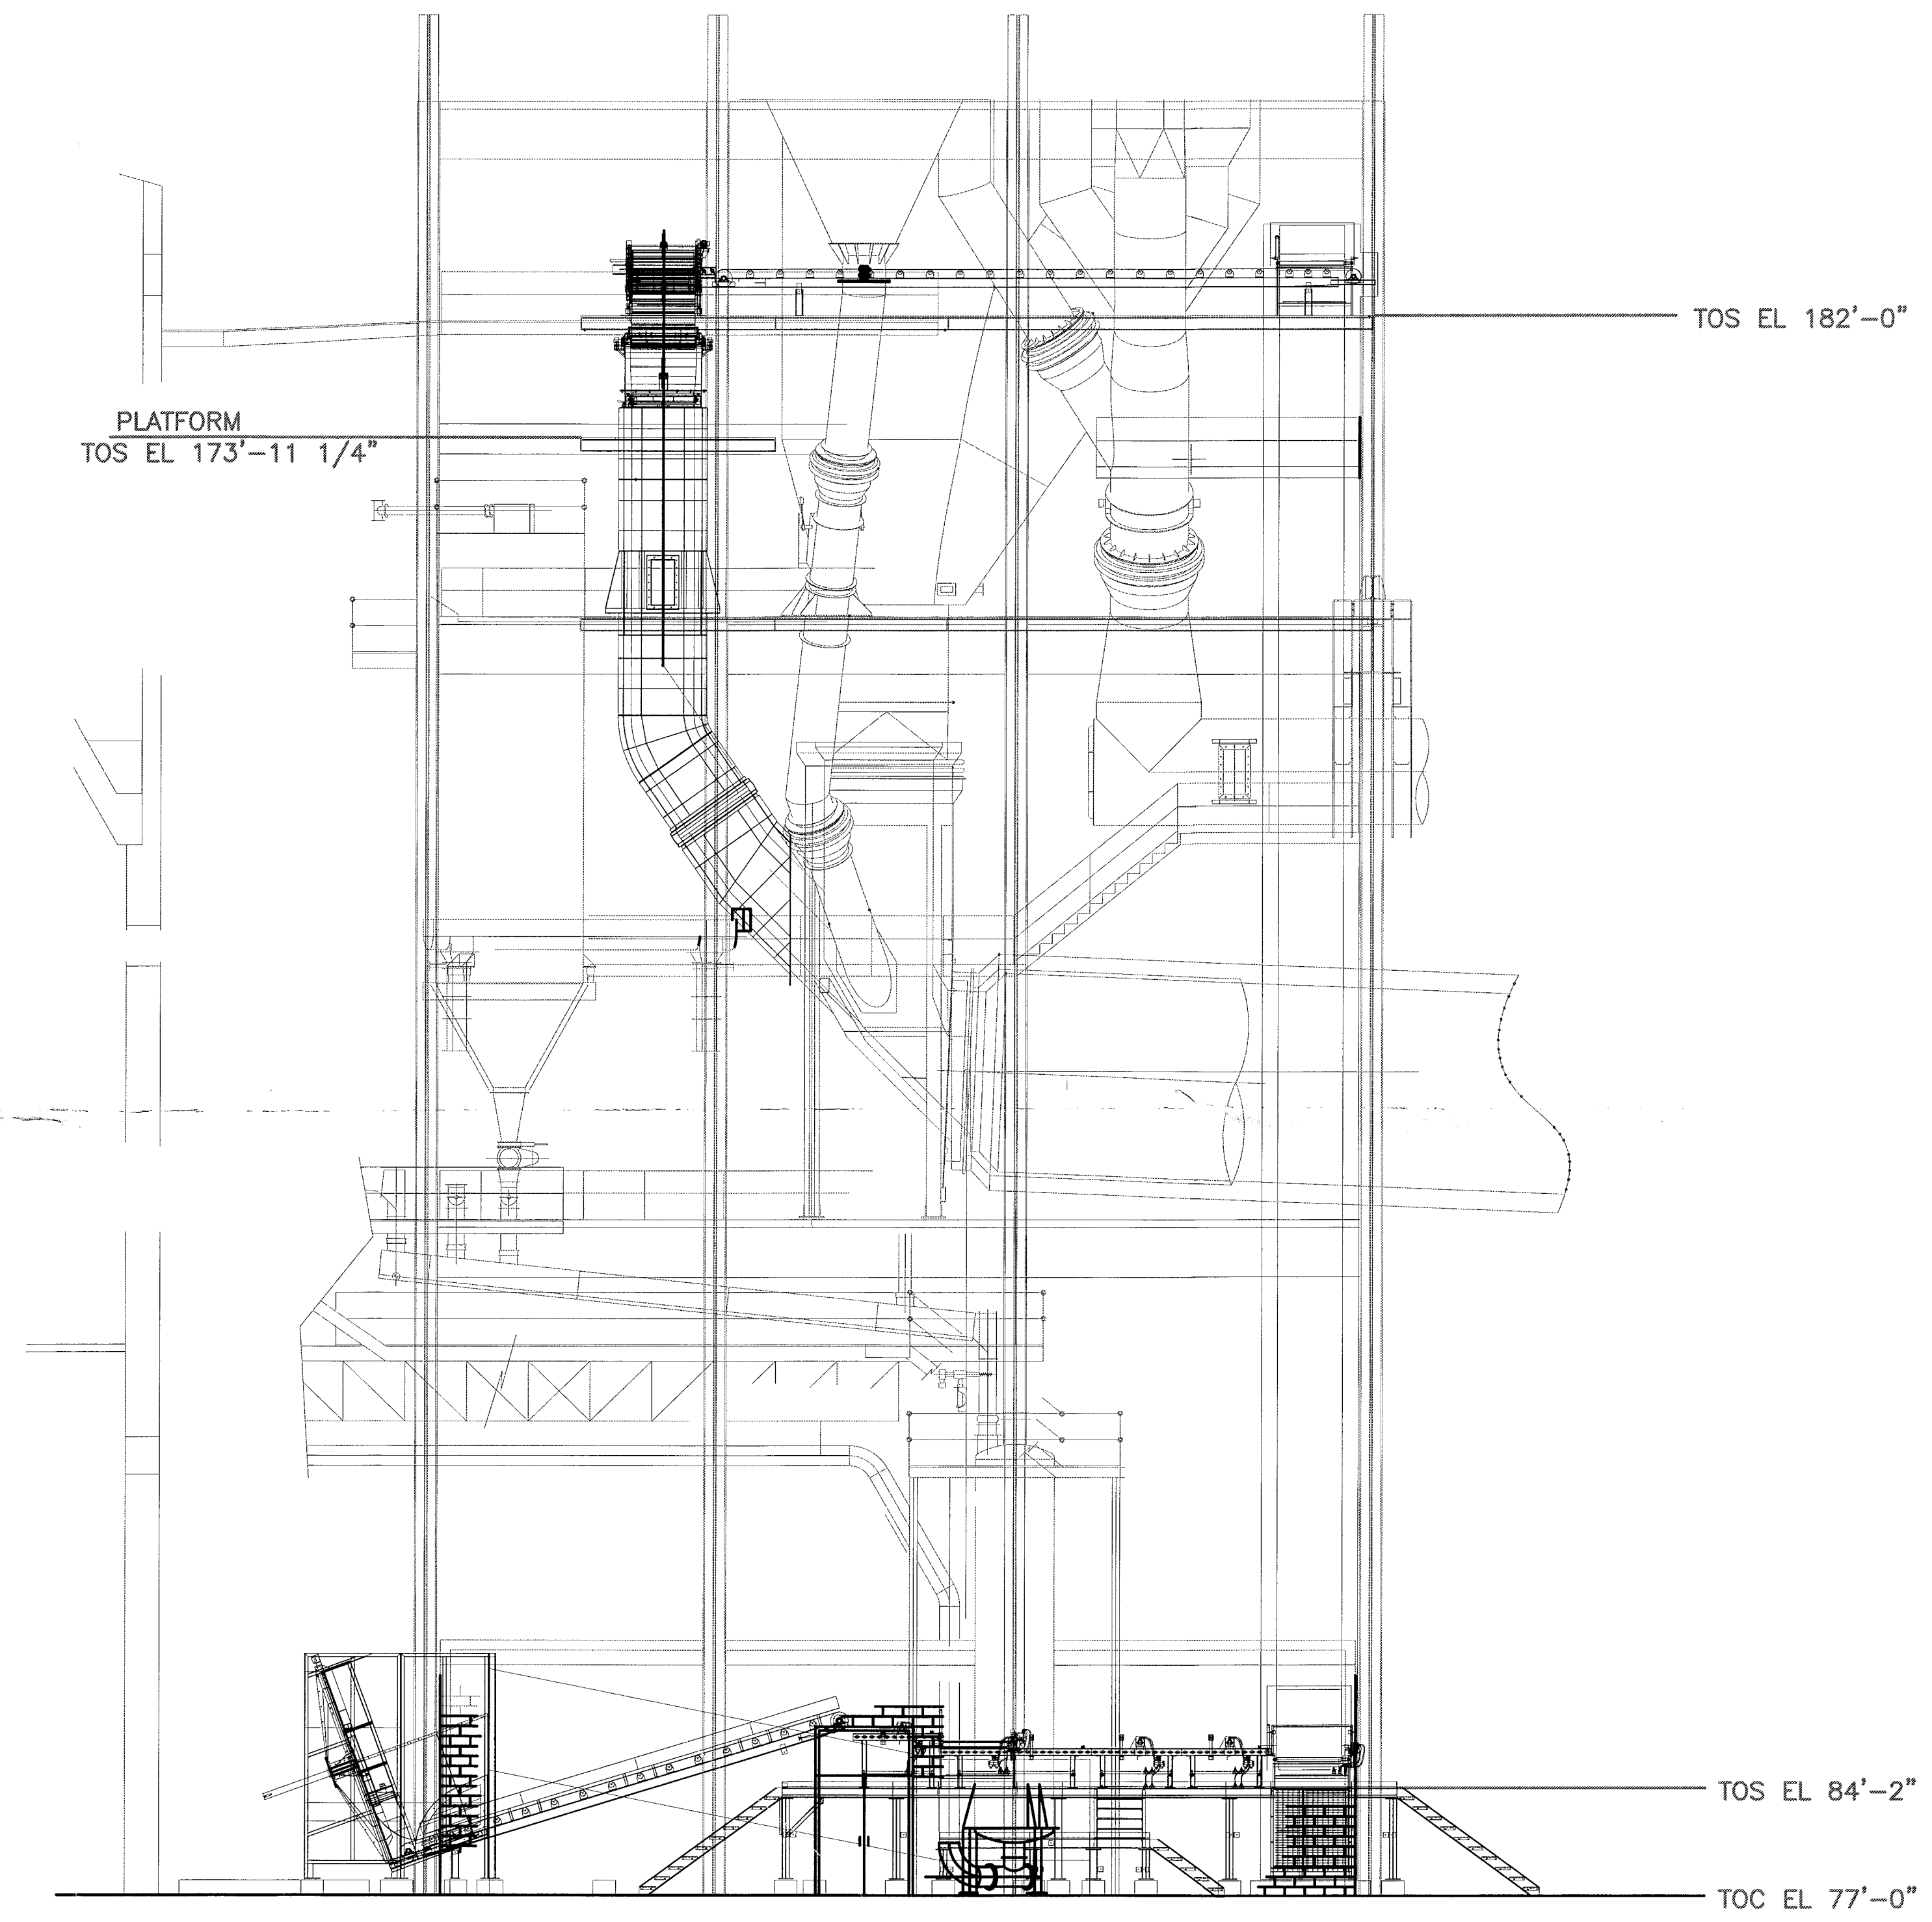 TOS EL 182'-0"
PLATFORM
TOS EL 173'-11 1/4"
TOS EL 84'-2"
TOC EL 77'-0"